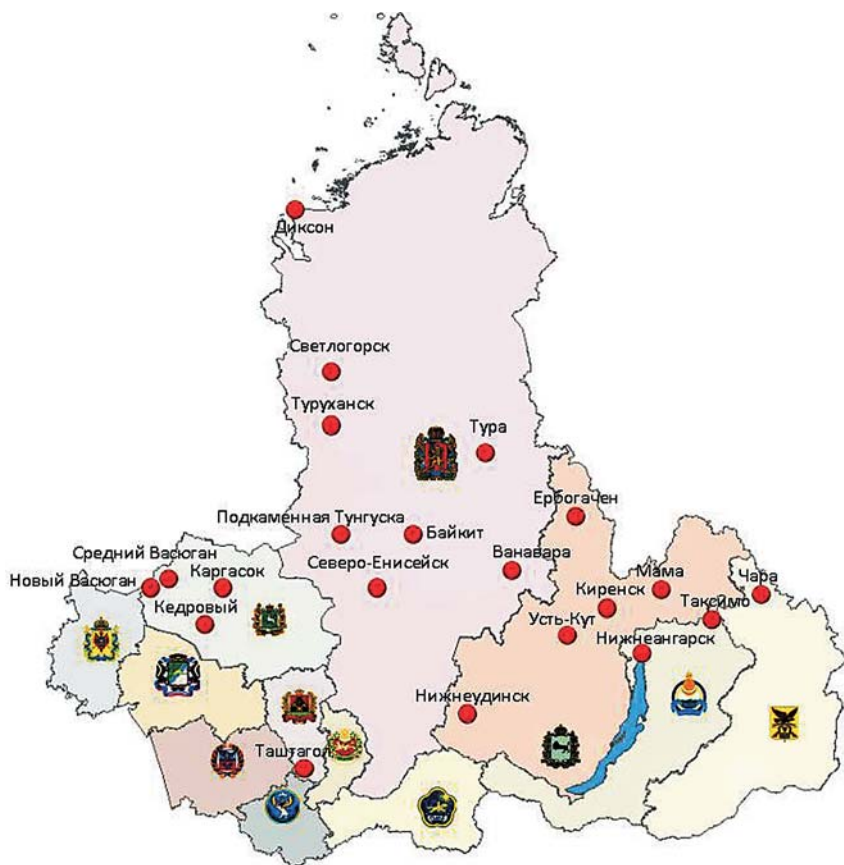 Диксон
Светлогорск
Туруханск
Тура
Ербогачен
Подкаменная Тунгуска
Байкит
Средний Васюган
Ванавара
Новый Васюган
Каргасок
Северо-Енисейск
Мама
Чара
Кедровый
Киренск
Таксимо
Усть-Кут
Нижнеангарск
Нижнеудинск
Таштагол